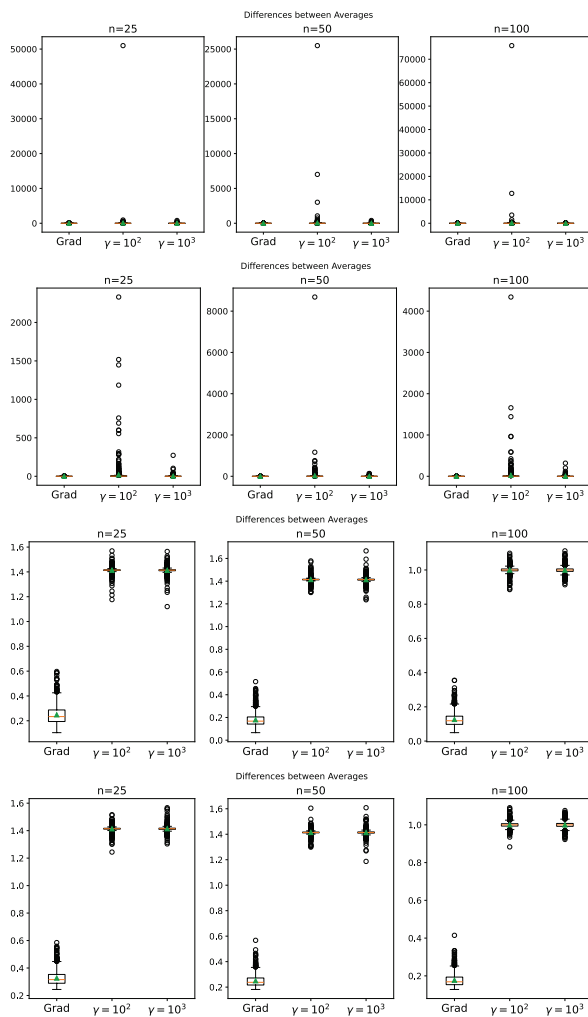 Differences between Averages
n=25 n=50 n=100
50000 25000 70000
40000 20000 60000
30000 15000 50000
20000 10000 40000
10000 5000 30000
0 0 20000
10000
0
Grad γ = 10² γ = 10³ Grad γ = 10² γ = 10³ Grad γ = 10² γ = 10³
Differences between Averages
n=25 n=50 n=100
2000 8000 4000
1500 6000 3000
1000 4000 2000
500 2000 1000
0 0 0
Grad γ = 10² γ = 10³ Grad γ = 10² γ = 10³ Grad γ = 10² γ = 10³
Differences between Averages
n=25 n=50 n=100
1.6 1.6 1.0
1.4 1.4 0.8
1.2 1.2 0.6
1.0 1.0 0.4
0.8 0.8 0.2
0.6 0.6 0.0
0.4 0.4
0.2 0.2
0.0
Grad γ = 10² γ = 10³ Grad γ = 10² γ = 10³ Grad γ = 10² γ = 10³
Differences between Averages
n=25 n=50 n=100
1.6 1.6 1.0
1.4 1.4 0.8
1.2 1.2 0.6
1.0 1.0 0.4
0.8 0.8 0.2
0.6 0.6
0.4 0.4
0.2 0.2
Grad γ = 10² γ = 10³ Grad γ = 10² γ = 10³ Grad γ = 10² γ = 10³